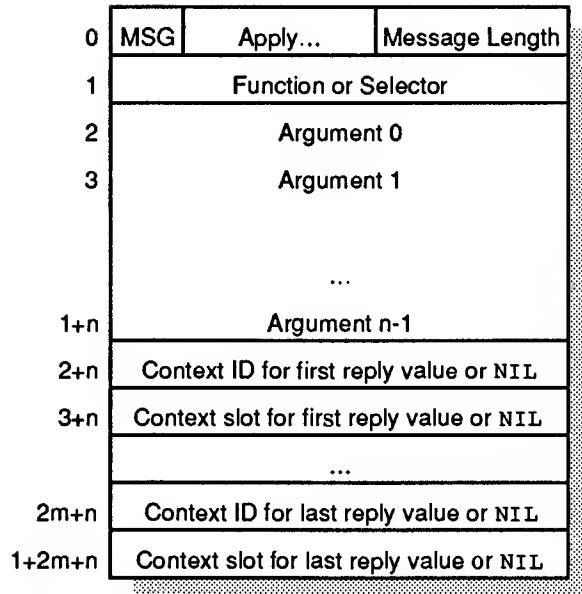 0 MSG Apply... Message Length
1 Function or Selector
2 Argument 0
3 Argument 1
...
1+n Argument n-1
2+n Context ID for first reply value or NIL
3+n Context slot for first reply value or NIL
...
2m+n Context ID for last reply value or NIL
1+2m+n Context slot for last reply value or NIL